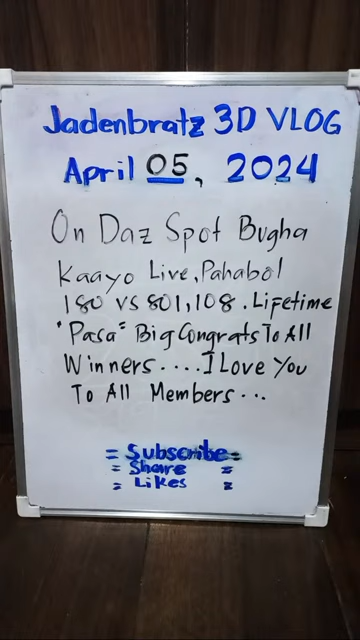 Jadenbratz 3D VLOG
April 05, 2024
On Daz Spot Bugha
Kaayo Live, Pahabol
180 VS 801,108. Lifetime
"Pasa" Big Congrats To All
Winners....I Love You
To All Members...
= Subscribe=
= Share =
= Likes =